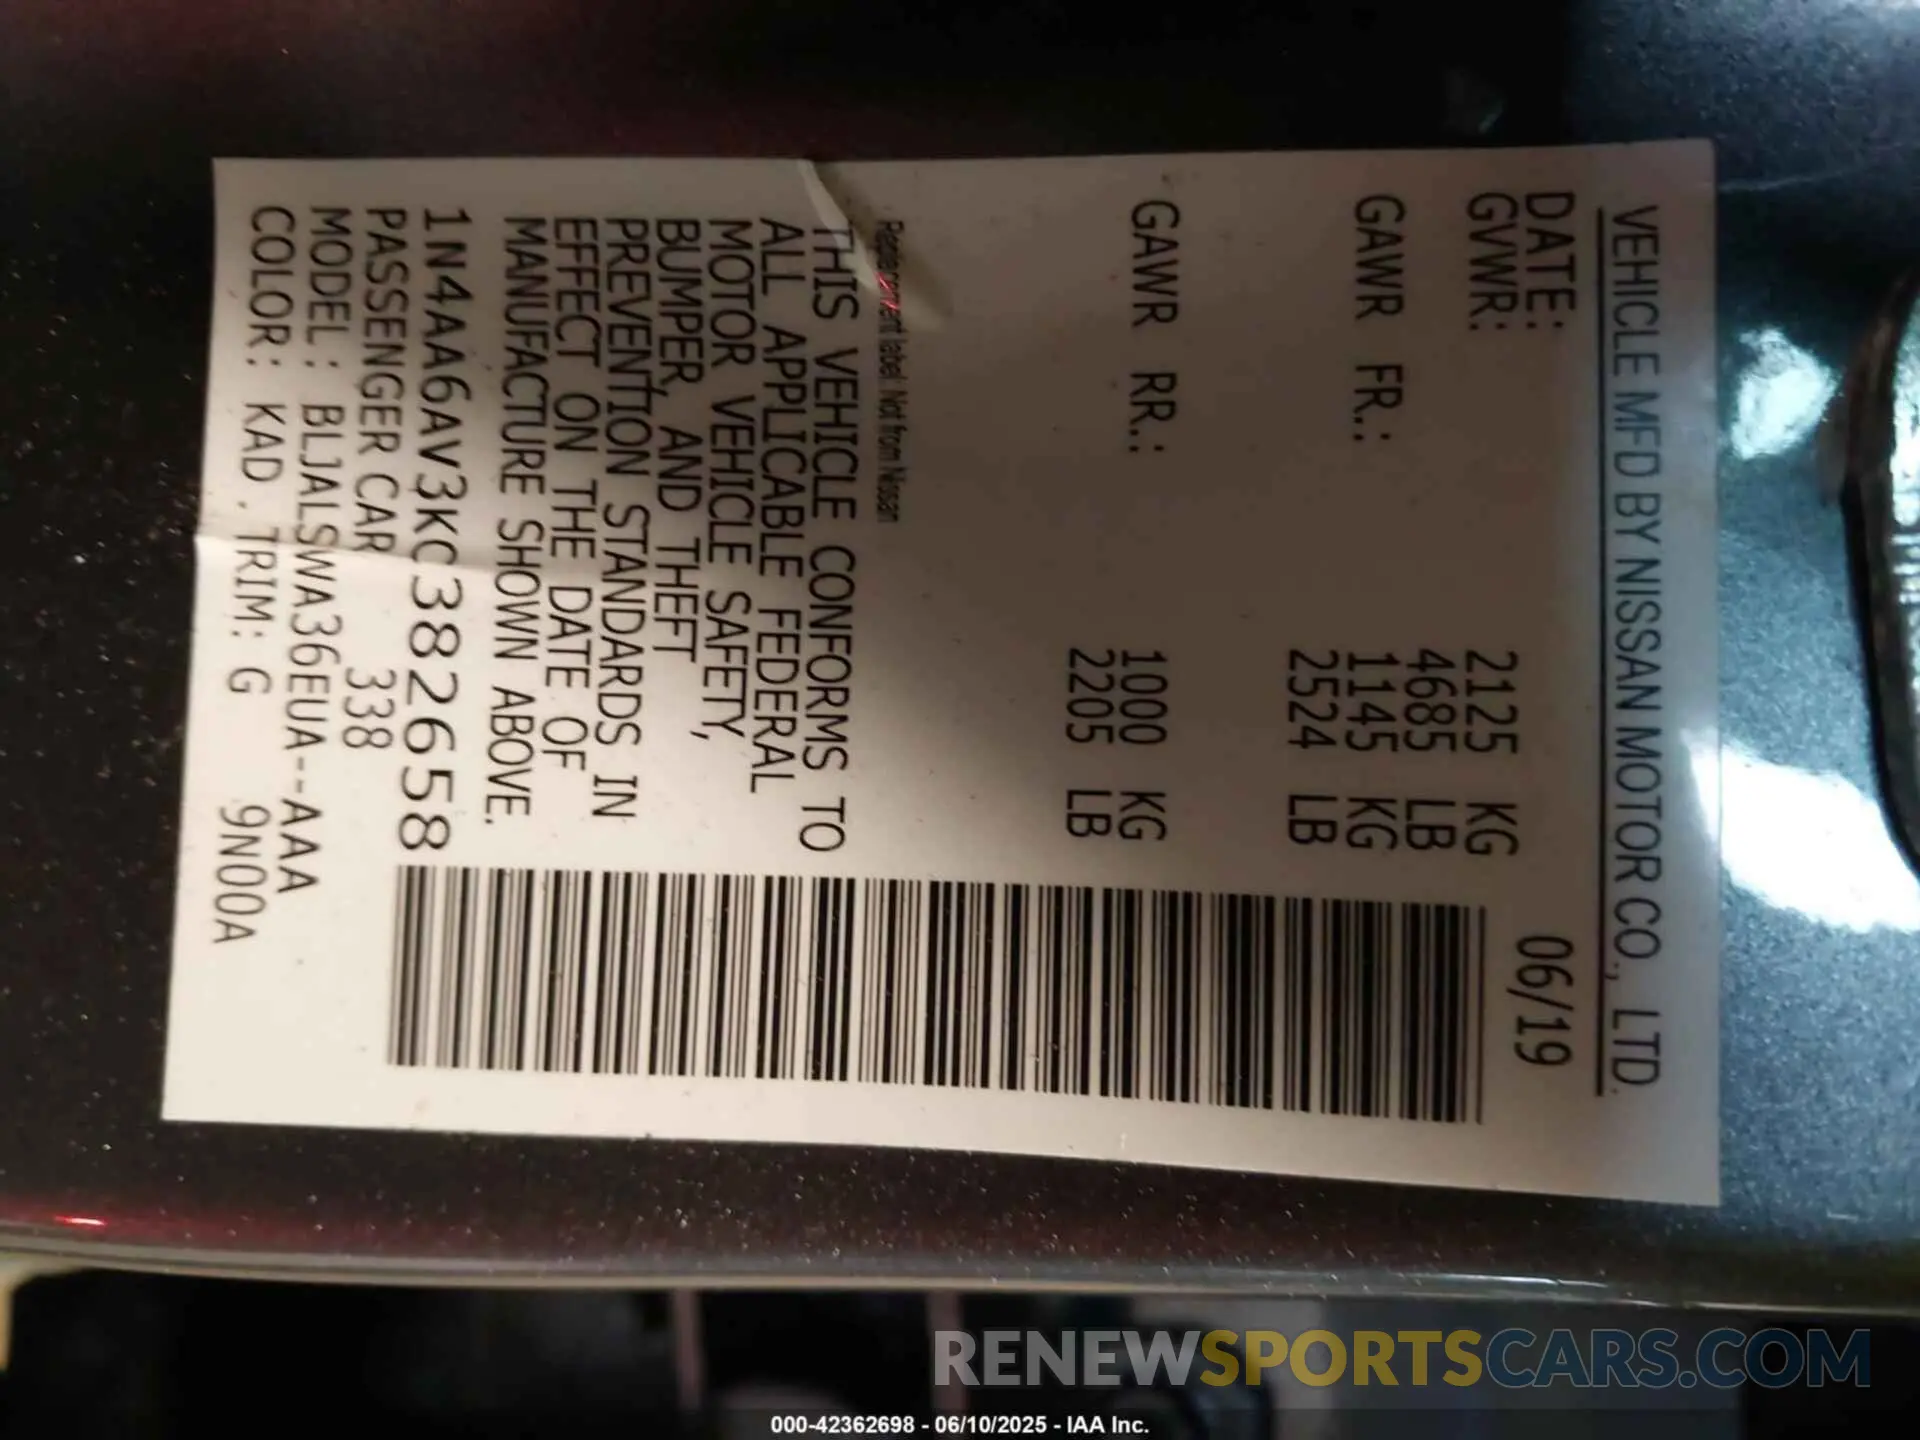 VEHICLE MFD BY NISSAN MOTOR CO., LTD.
DATE: 06/19
GVWR: 2125 KG
4685 LB
GAWR FR.: 1145 KG
2524 LB
GAWR RR.: 1000 KG
2205 LB
Replacement label: Not from Nissan
THIS VEHICLE CONFORMS TO
ALL APPLICABLE FEDERAL
MOTOR VEHICLE SAFETY,
BUMPER, AND THEFT
PREVENTION STANDARDS IN
EFFECT ON THE DATE OF
MANUFACTURE SHOWN ABOVE.
1N4AA6AV3KC382658
PASSENGER CAR 338
MODEL: BLJALSWA36EUA--AAA
COLOR: KAD . TRIM: G 9N00A
RENEWSPORTSCARS.COM
000-42362698 - 06/10/2025 - IAA Inc.